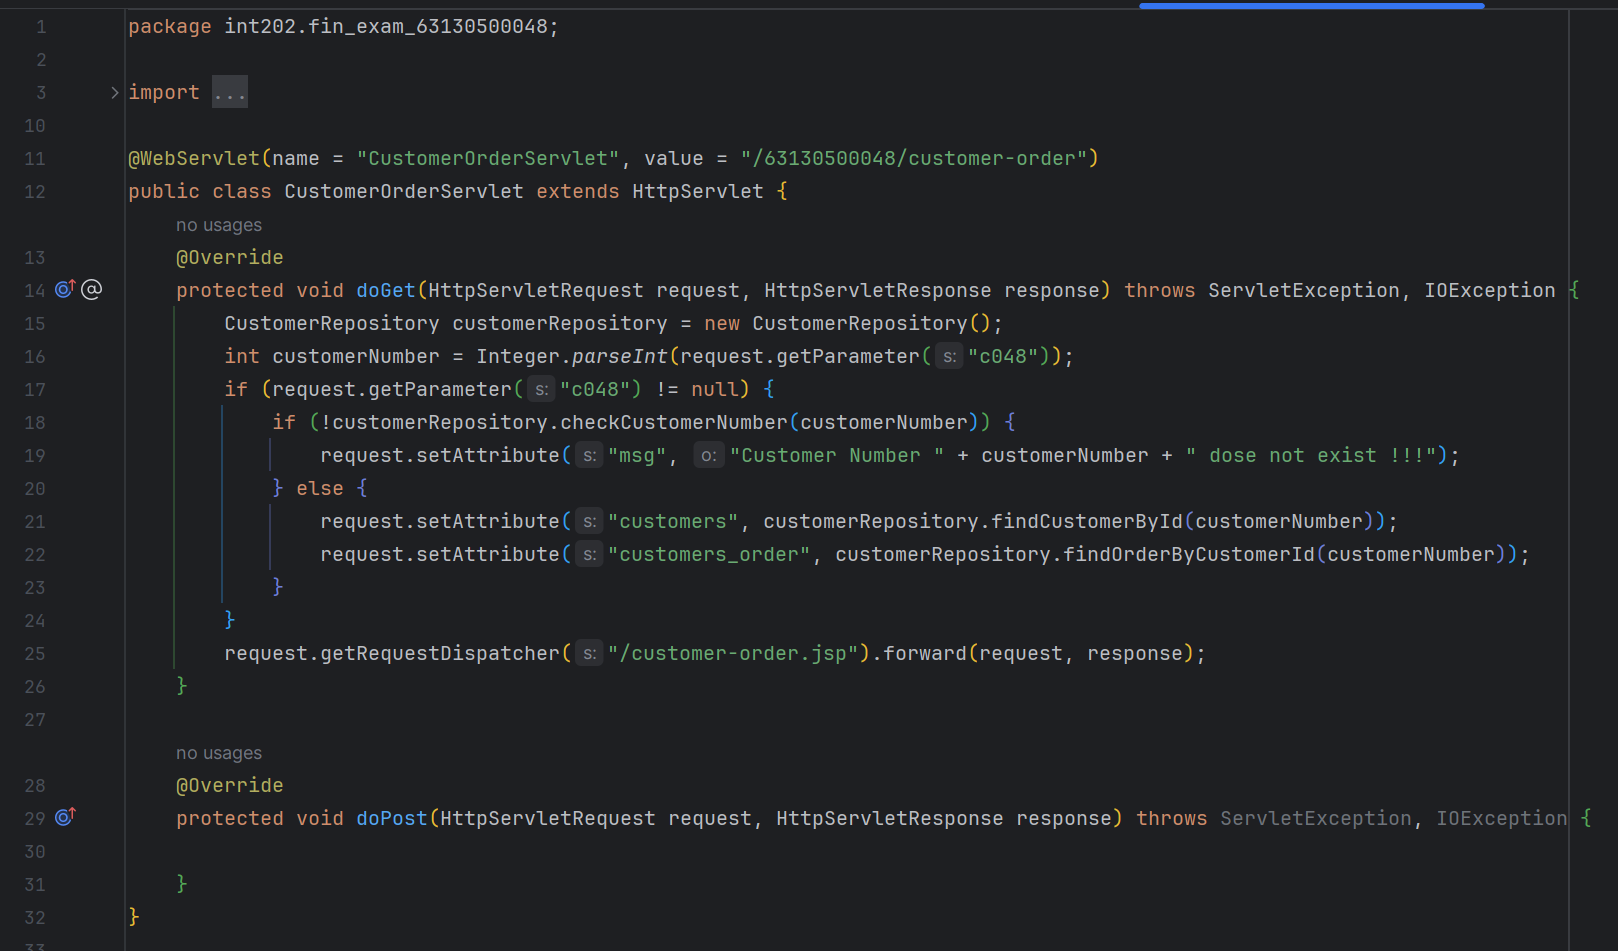 1 package int202.fin_exam_63130500048;
2
3 import ...
10
11 @WebServlet(name = "CustomerOrderServlet", value = "/63130500048/customer-order")
12 public class CustomerOrderServlet extends HttpServlet {
no usages
13 @Override
14 @ protected void doGet(HttpServletRequest request, HttpServletResponse response) throws ServletException, IOException {
15 CustomerRepository customerRepository = new CustomerRepository();
16 int customerNumber = Integer.parseInt(request.getParameter( s: "c048"));
17 if (request.getParameter( s: "c048") != null) {
18 if (!customerRepository.checkCustomerNumber(customerNumber)) {
19 request.setAttribute( s: "msg", o: "Customer Number " + customerNumber + " dose not exist !!!");
20 } else {
21 request.setAttribute( s: "customers", customerRepository.findCustomerById(customerNumber));
22 request.setAttribute( s: "customers_order", customerRepository.findOrderByCustomerId(customerNumber));
23 }
24 }
25 request.getRequestDispatcher( s: "/customer-order.jsp").forward(request, response);
26 }
27
no usages
28 @Override
29 protected void doPost(HttpServletRequest request, HttpServletResponse response) throws ServletException, IOException {
30
31 }
32 }
33